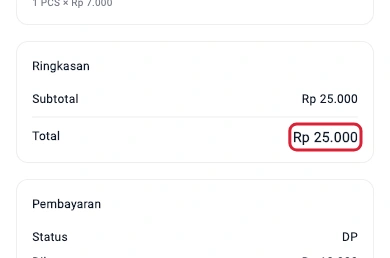 1 PCS × Rp 7.000
Ringkasan
Subtotal Rp 25.000
Total Rp 25.000
Pembayaran
Status DP